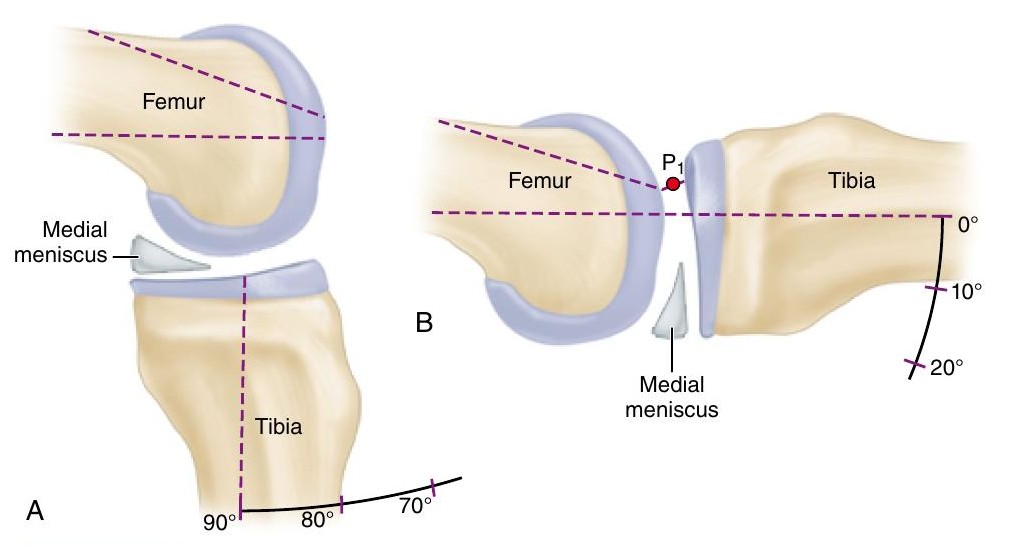 Femur
Medial
meniscus
Tibia
90°
80°
70°
A
P1
Femur
Tibia
0°
10°
20°
B
Medial
meniscus